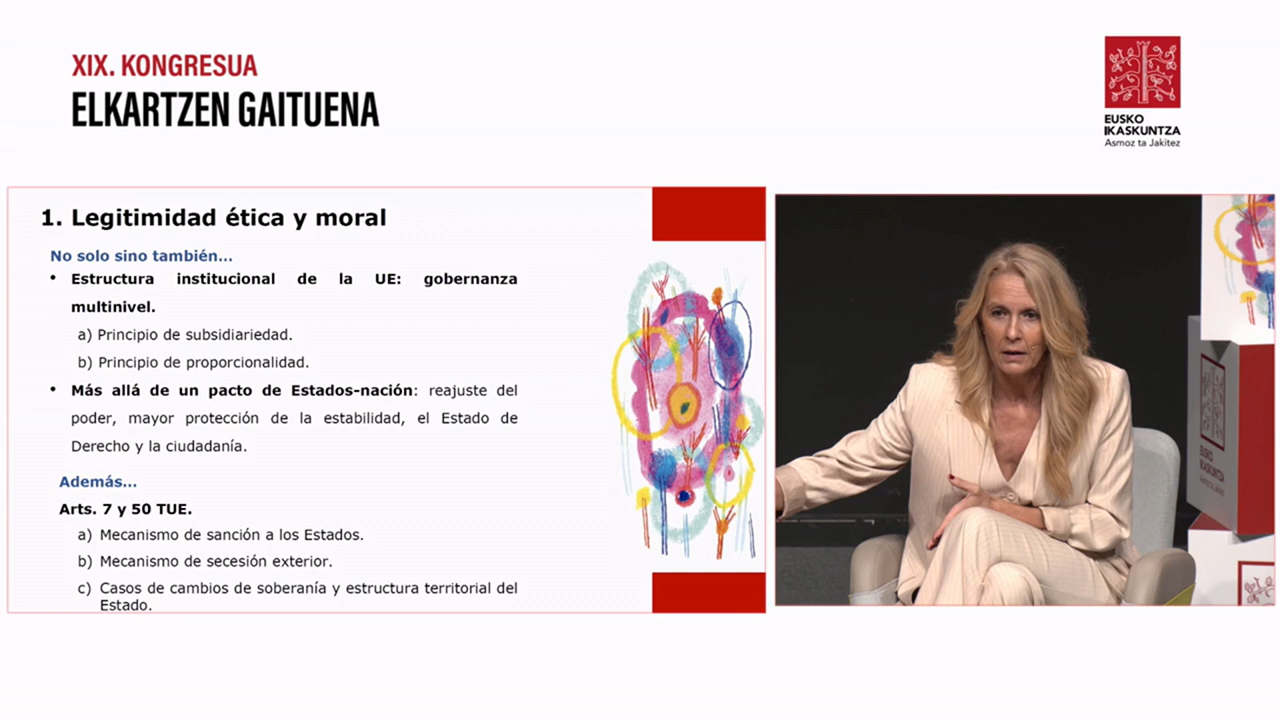 XIX. KONGRESUA
ELKARTZEN GAITUENA
EUSKO
IKASKUNTZA
Asmoz ta Jakitez
1. Legitimidad ética y moral
No solo sino también...
• Estructura institucional de la UE: gobernanza
multinivel.
a) Principio de subsidiariedad.
b) Principio de proporcionalidad.
• Más allá de un pacto de Estados-nación: reajuste del
poder, mayor protección de la estabilidad, el Estado de
Derecho y la ciudadanía.
Además...
Arts. 7 y 50 TUE.
a) Mecanismo de sanción a los Estados.
b) Mecanismo de secesión exterior.
c) Casos de cambios de soberanía y estructura territorial del
Estado.
EUSKO
IKASKUNTZA